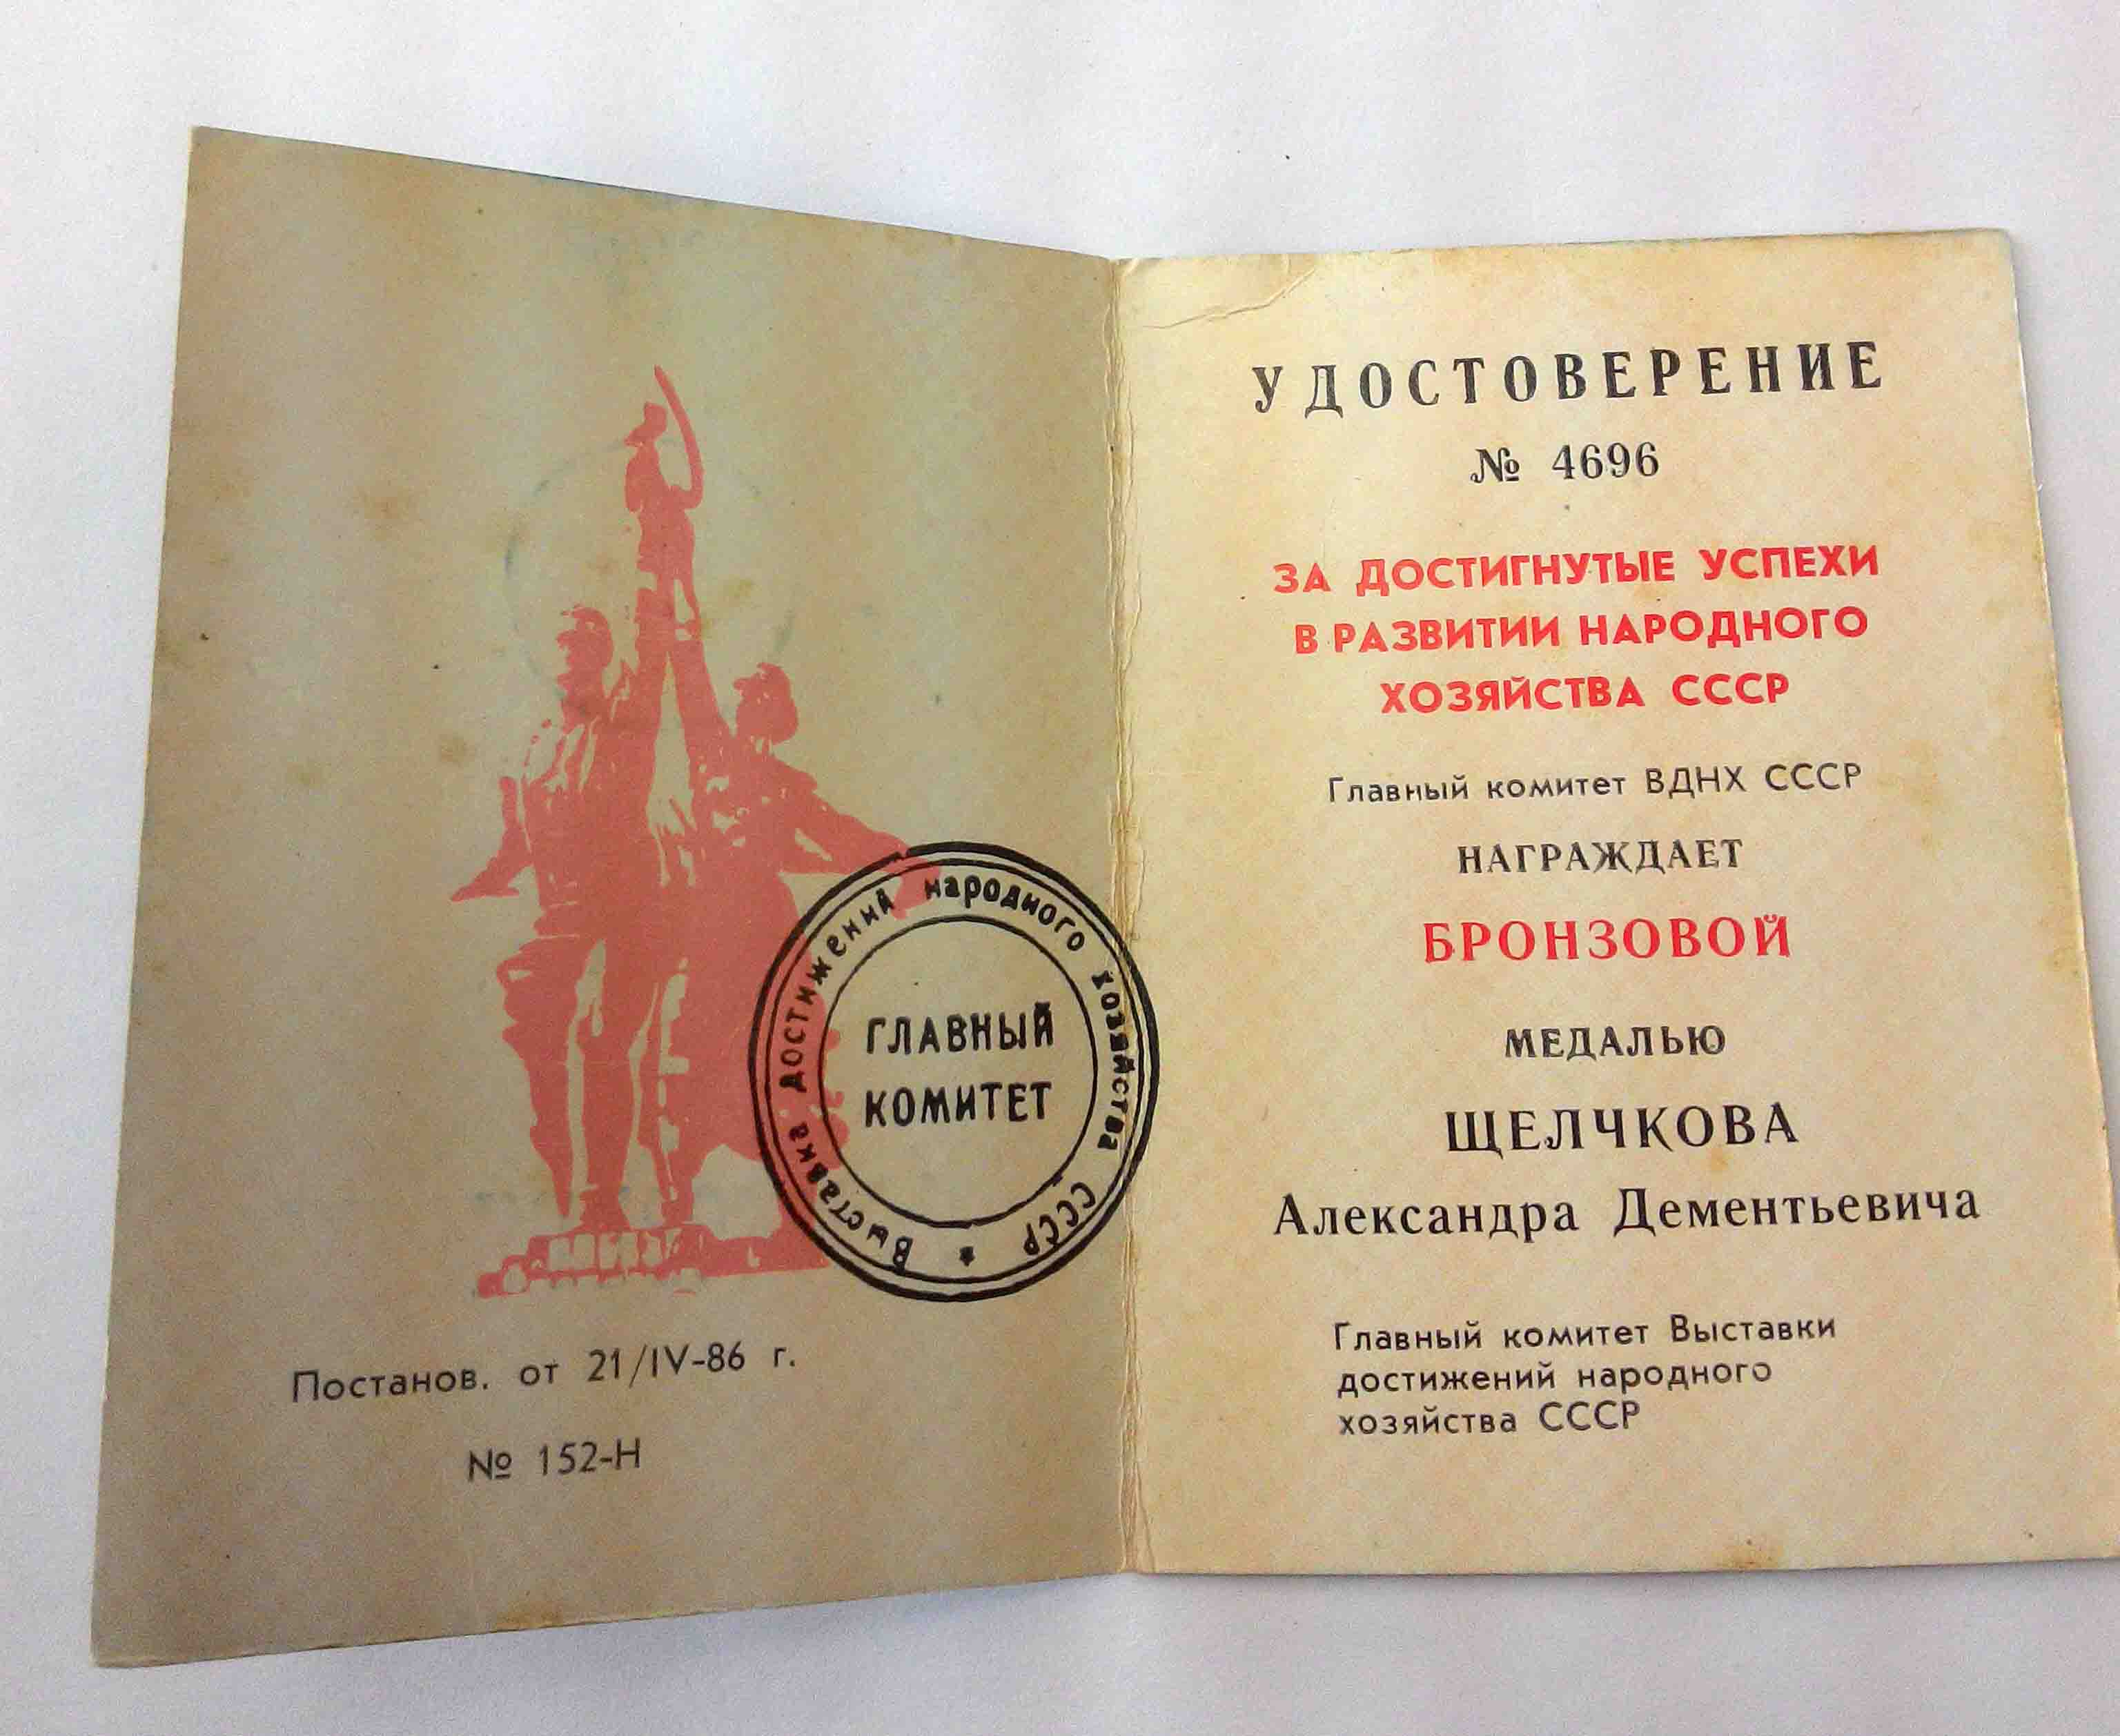 Выставка достижений народного хозяйства СССР
ГЛАВНЫЙ
КОМИТЕТ
Постанов. от 21/IV-86 г.
№ 152-Н
УДОСТОВЕРЕНИЕ
№ 4696
ЗА ДОСТИГНУТЫЕ УСПЕХИ
В РАЗВИТИИ НАРОДНОГО
ХОЗЯЙСТВА СССР
Главный комитет ВДНХ СССР
НАГРАЖДАЕТ
БРОНЗОВОЙ
МЕДАЛЬЮ
ЩЕЛЧКОВА
Александра Дементьевича
Главный комитет Выставки
достижений народного
хозяйства СССР